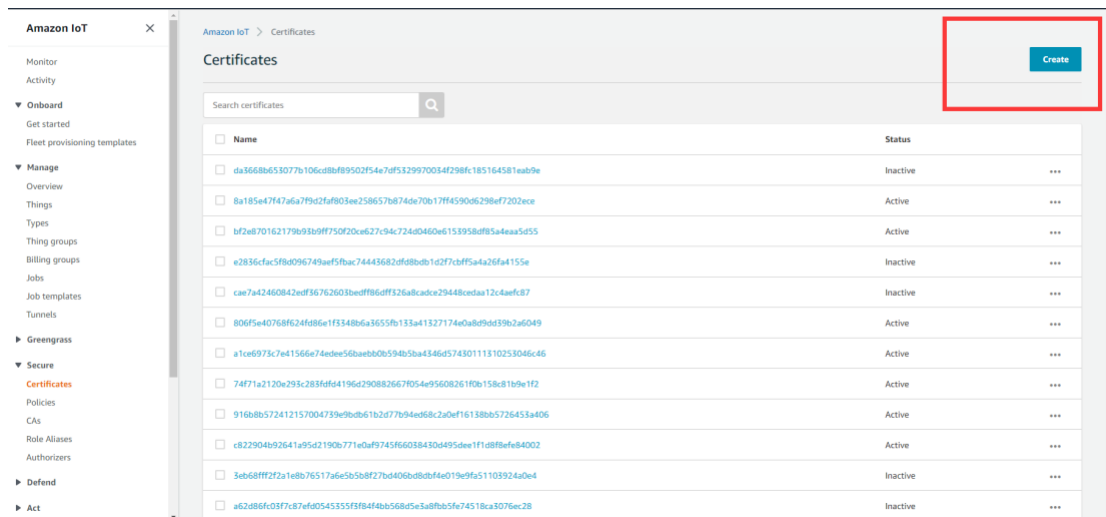 Amazon IoT
Monitor
Activity
Onboard
Get started
Fleet provisioning templates
Manage
Overview
Things
Types
Thing groups
Billing groups
Jobs
Job templates
Tunnels
Greengrass
Secure
Certificates
Policies
CAs
Role Aliases
Authorizers
Defend
Act
Amazon IoT > Certificates
Certificates
Create
Search certificates
Name Status
da3668b653077b106cd8bf89502f54e7df5329970034f298fc185164581eab9e Inactive
8a185e47f47a6a7f9d2faf803ee258657b874de70b17ff4590d6298ef7202ece Active
bf2e870162179b93b9ff750f20ce627c94c724d0460e6153958df85a4eaa5d55 Active
e2836cfac5f8d096749aef5fbac74443682dfd8bdb1d2f7cbff5a4a26fa4155e Inactive
cae7a42460842edf36762603bedff86dff326a8cadce29448cedaa12c4aefc87 Inactive
806f5e40768f624fd86e1f3348b6a3655fb133a41327174e0a8d9dd39b2a6049 Active
a1ce6973c7e41566e74edee56baebb0b594b5ba4346d57430111310253046c46 Active
74f71a2120e293c283fdfd4196d290882667f054e95608261f0b158c81b9e1f2 Active
916b8b572412157004739e9bdb61b2d77b94ed68c2a0ef16138bb5726453a406 Active
c822904b92641a95d2190b771e0af9745f66038430d495dee1f1d8f8efe84002 Active
3eb68fff2f2a1e8b76517a6e5b5b8f27bd406bd8dbf4e019e9fa51103924a0e4 Inactive
a62d86fc03f7c87efd0545355f3f84f4bb568d5e3a8fbb5fe74518ca3076ec28 Inactive